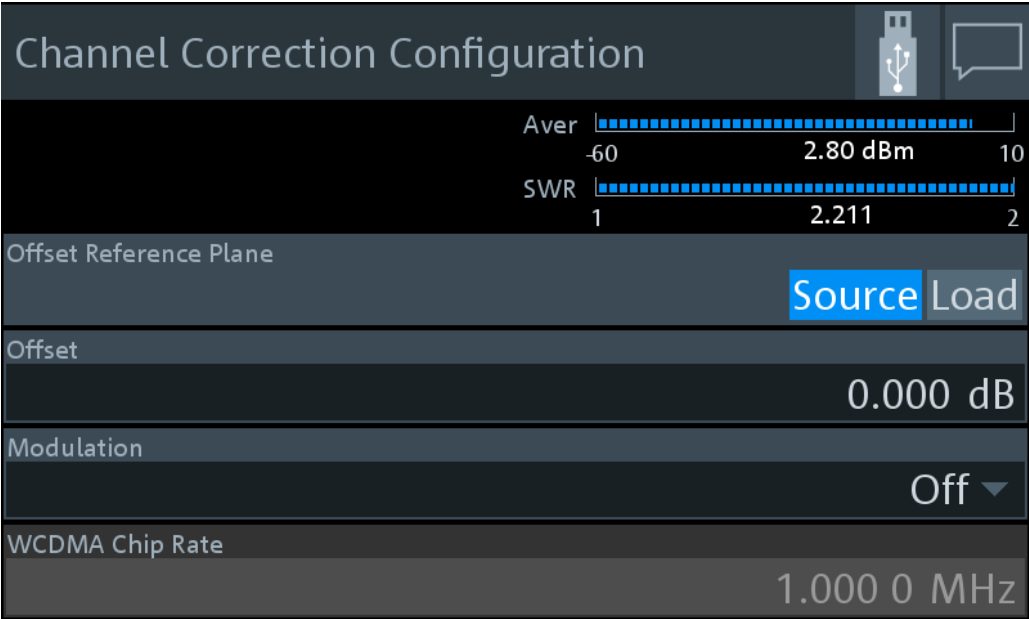 Channel Correction Configuration
Aver
-60 2.80 dBm 10
SWR
1 2.211 2
Offset Reference Plane
Source Load
Offset
0.000 dB
Modulation
Off
WCDMA Chip Rate
1.000 0 MHz